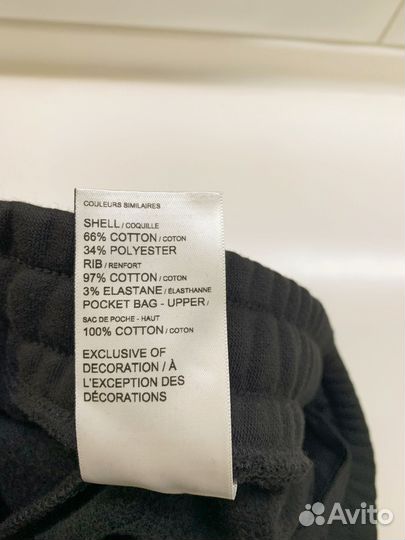 COULEURS SIMILAIRES
SHELL / COQUILLE
66% COTTON / COTON
34% POLYESTER
RIB / RENFORT
97% COTTON / COTON
3% ELASTANE / ÉLASTHANNE
POCKET BAG - UPPER /
SAC DE POCHE - HAUT
100% COTTON / COTON
EXCLUSIVE OF
DECORATION / À
L'EXCEPTION DES
DÉCORATIONS
Avito